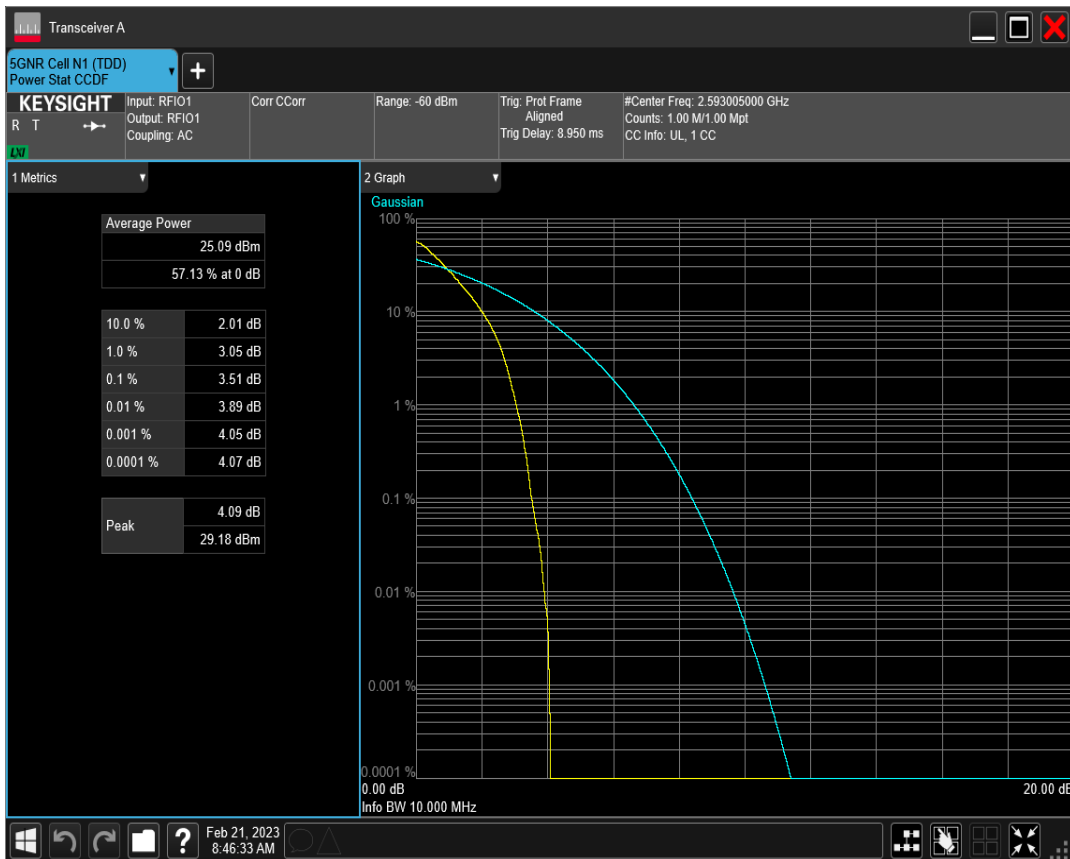 Transceiver A
5GNR Cell N1 (TDD)
Power Stat CCDF
KEYSIGHT
R T
LXI
Input: RFIO1
Output: RFIO1
Coupling: AC
Corr CCorr
Range: -60 dBm
Trig: Prot Frame
Aligned
Trig Delay: 8.950 ms
#Center Freq: 2.593005000 GHz
Counts: 1.00 M/1.00 Mpt
CC Info: UL, 1 CC
1 Metrics
Average Power
25.09 dBm
57.13 % at 0 dB
10.0 % 2.01 dB
1.0 % 3.05 dB
0.1 % 3.51 dB
0.01 % 3.89 dB
0.001 % 4.05 dB
0.0001 % 4.07 dB
Peak 4.09 dB
29.18 dBm
2 Graph
Gaussian
100 %
10 %
1 %
0.1 %
0.01 %
0.001 %
0.0001 %
0.00 dB 20.00 dB
Info BW 10.000 MHz
? Feb 21, 2023
8:46:33 AM